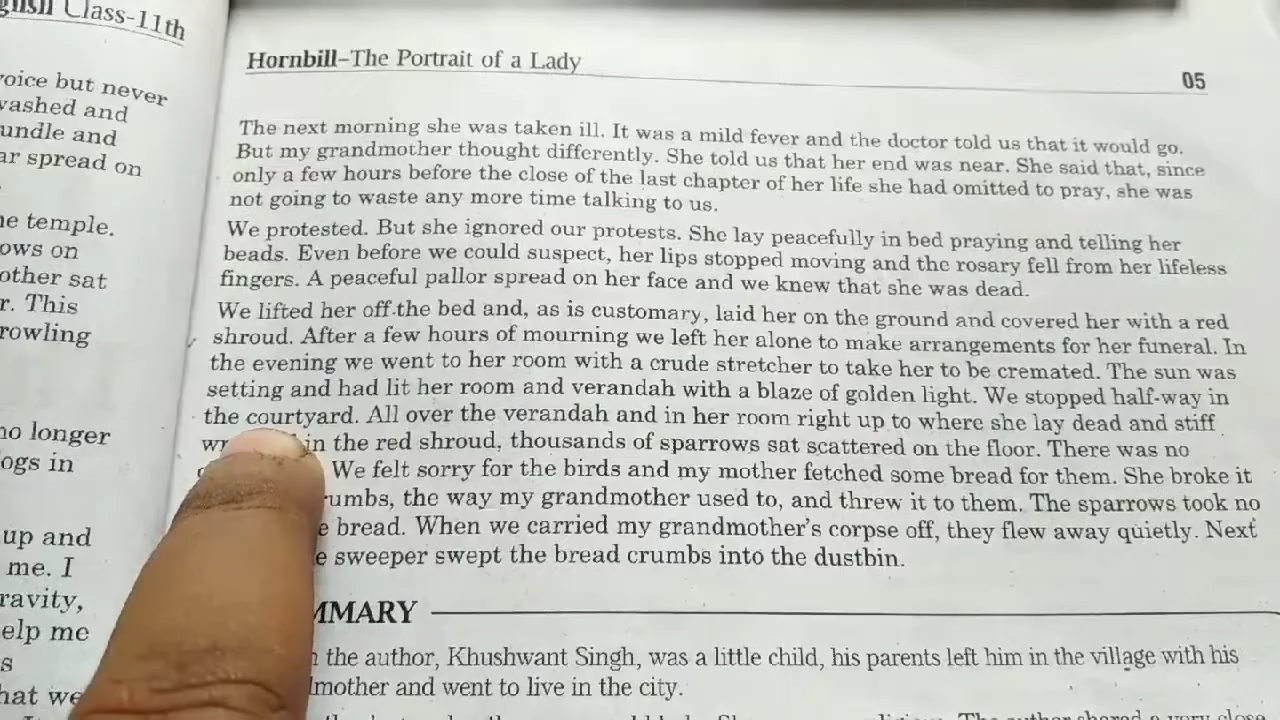 glish Class-11th
voice but never
washed and
undle and
ar spread on
he temple.
ows on
other sat
r. This
rowling
no longer
ogs in
up and
me. I
ravity,
elp me
s
hat we
Hornbill–The Portrait of a Lady
05
The next morning she was taken ill. It was a mild fever and the doctor told us that it would go.
But my grandmother thought differently. She told us that her end was near. She said that, since
only a few hours before the close of the last chapter of her life she had omitted to pray, she was
not going to waste any more time talking to us.
We protested. But she ignored our protests. She lay peacefully in bed praying and telling her
beads. Even before we could suspect, her lips stopped moving and the rosary fell from her lifeless
fingers. A peaceful pallor spread on her face and we knew that she was dead.
We lifted her off the bed and, as is customary, laid her on the ground and covered her with a red
shroud. After a few hours of mourning we left her alone to make arrangements for her funeral. In
the evening we went to her room with a crude stretcher to take her to be cremated. The sun was
setting and had lit her room and verandah with a blaze of golden light. We stopped half-way in
the courtyard. All over the verandah and in her room right up to where she lay dead and stiff
in the red shroud, thousands of sparrows sat scattered on the floor. There was no
We felt sorry for the birds and my mother fetched some bread for them. She broke it
rumbs, the way my grandmother used to, and threw it to them. The sparrows took no
e bread. When we carried my grandmother's corpse off, they flew away quietly. Next
e sweeper swept the bread crumbs into the dustbin.
MMARY
the author, Khushwant Singh, was a little child, his parents left him in the village with his
dmother and went to live in the city.